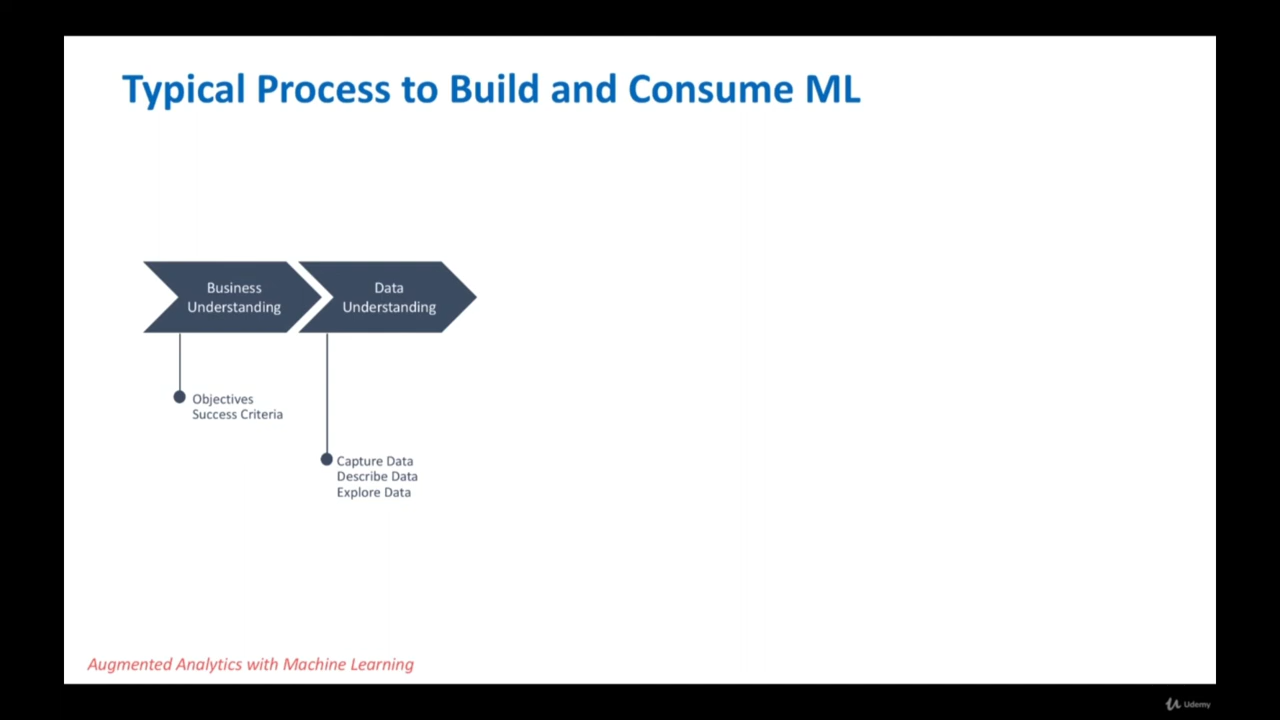 Typical Process to Build and Consume ML
Business
Understanding
Data
Understanding
Objectives
Success Criteria
Capture Data
Describe Data
Explore Data
Augmented Analytics with Machine Learning
Udemy